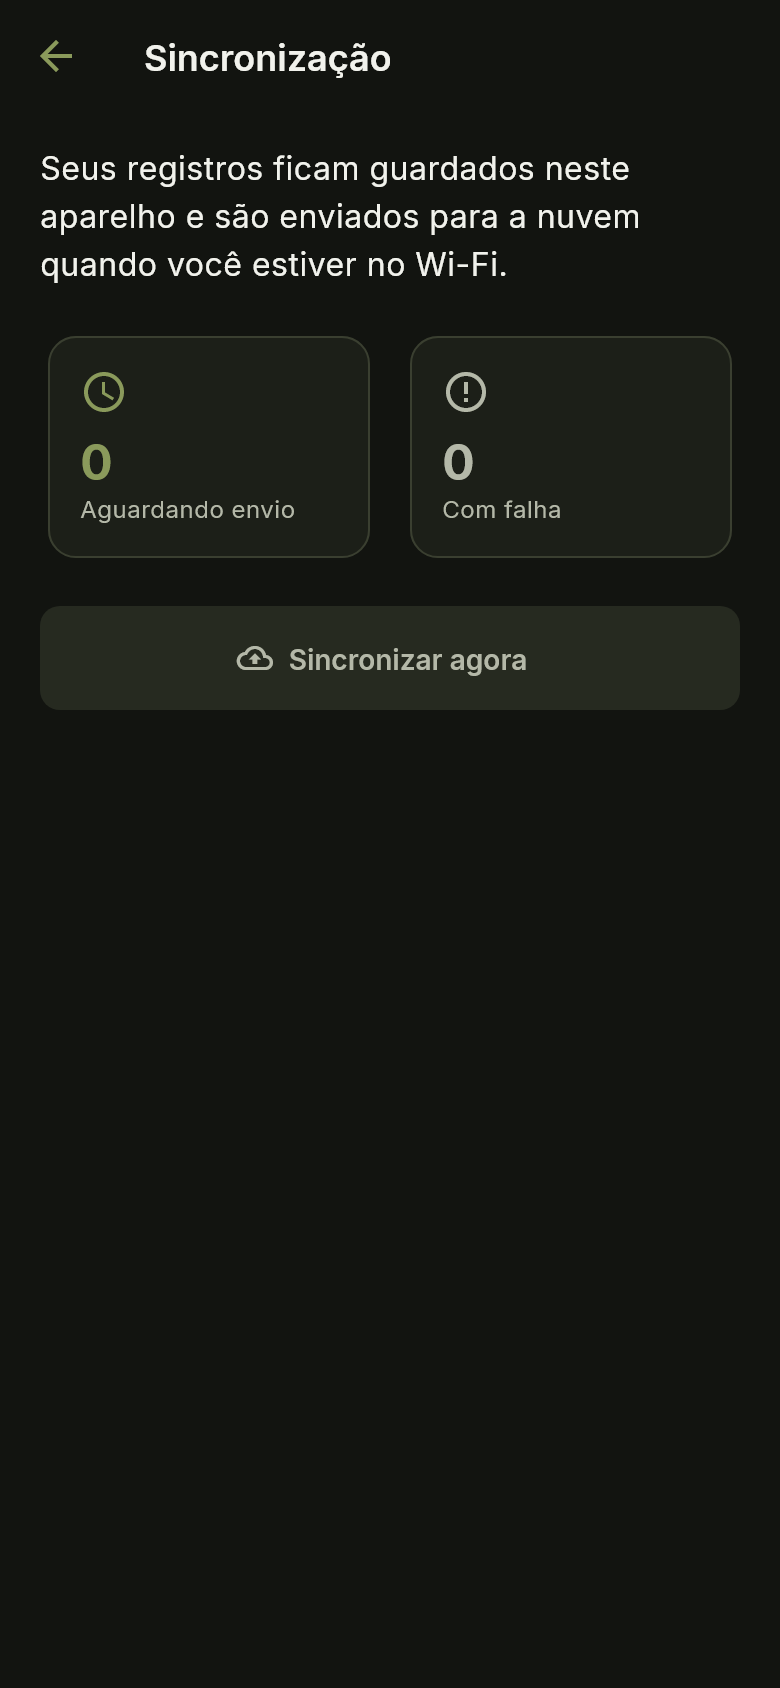 Sincronização
Seus registros ficam guardados neste
aparelho e são enviados para a nuvem
quando você estiver no Wi-Fi.
0
Aguardando envio
0
Com falha
Sincronizar agora